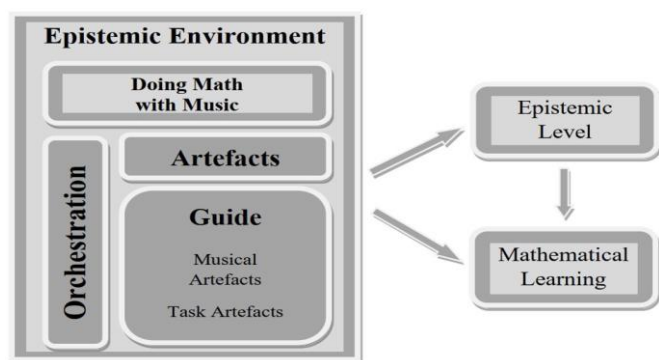 Epistemic Environment
Doing Math
with Music
Orchestration
Artefacts
Guide
Musical
Artefacts
Task Artefacts
Epistemic
Level
Mathematical
Learning